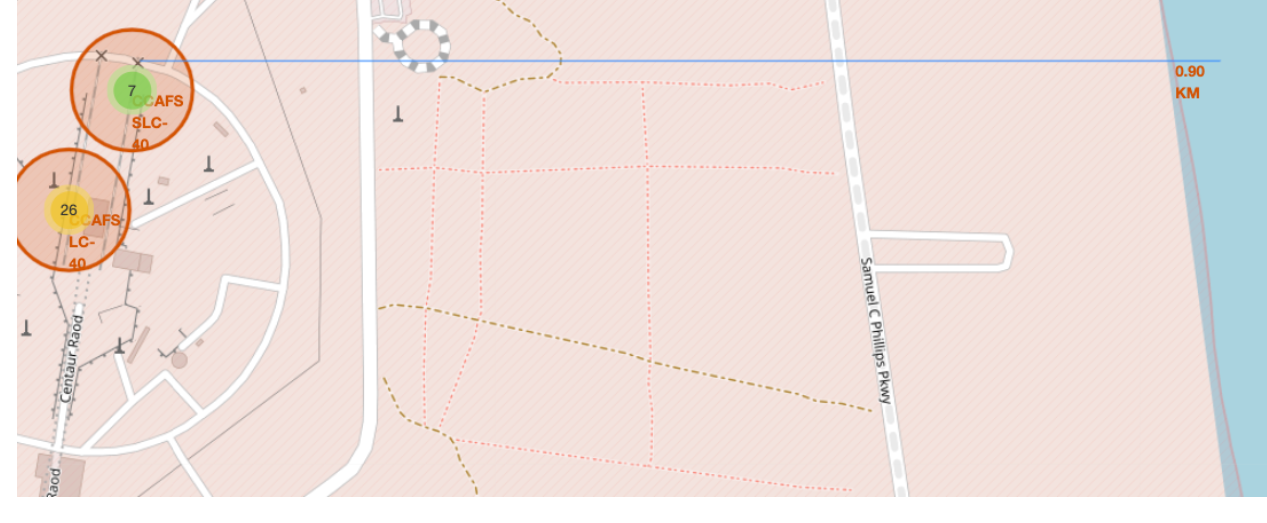 7
CCAFS
SLC-
40
0.90
KM
26
CCAFS
LC-
40
Centaur Raod
Samuel C Phillips Pkwy
Raod